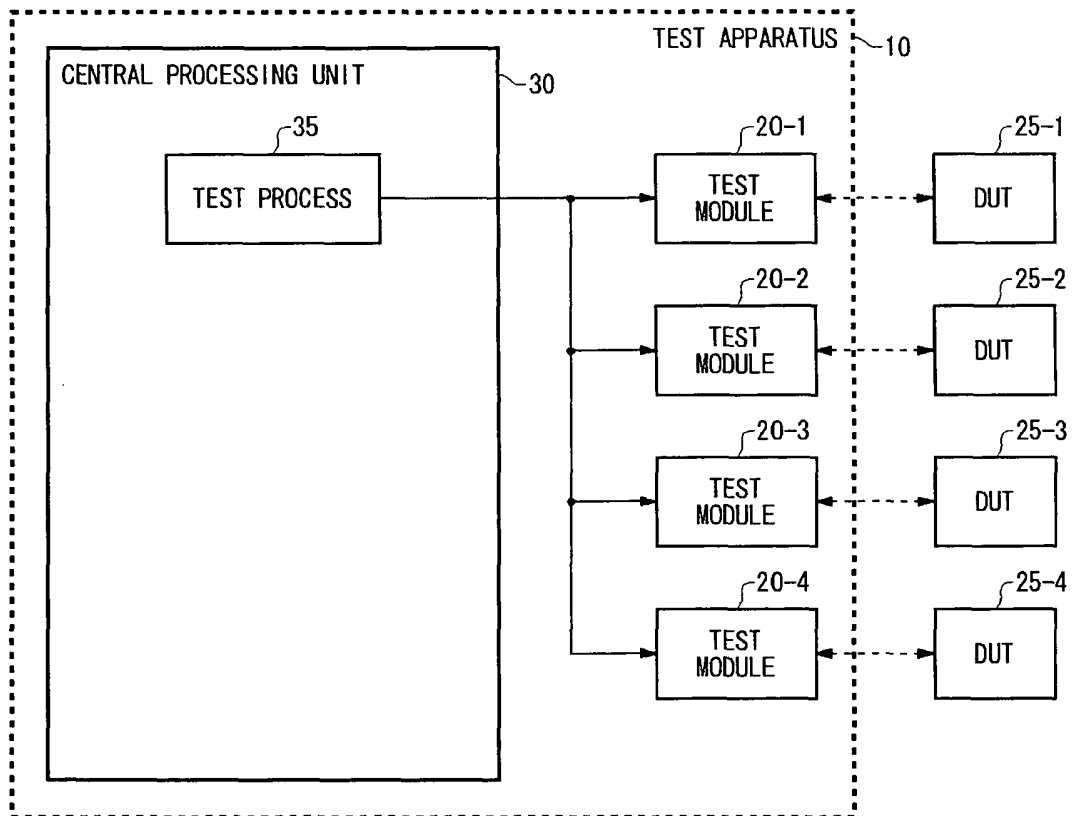 TEST APPARATUS
10
CENTRAL PROCESSING UNIT
30
35
TEST PROCESS
20-1
TEST
MODULE
25-1
DUT
20-2
TEST
MODULE
25-2
DUT
20-3
TEST
MODULE
25-3
DUT
20-4
TEST
MODULE
25-4
DUT